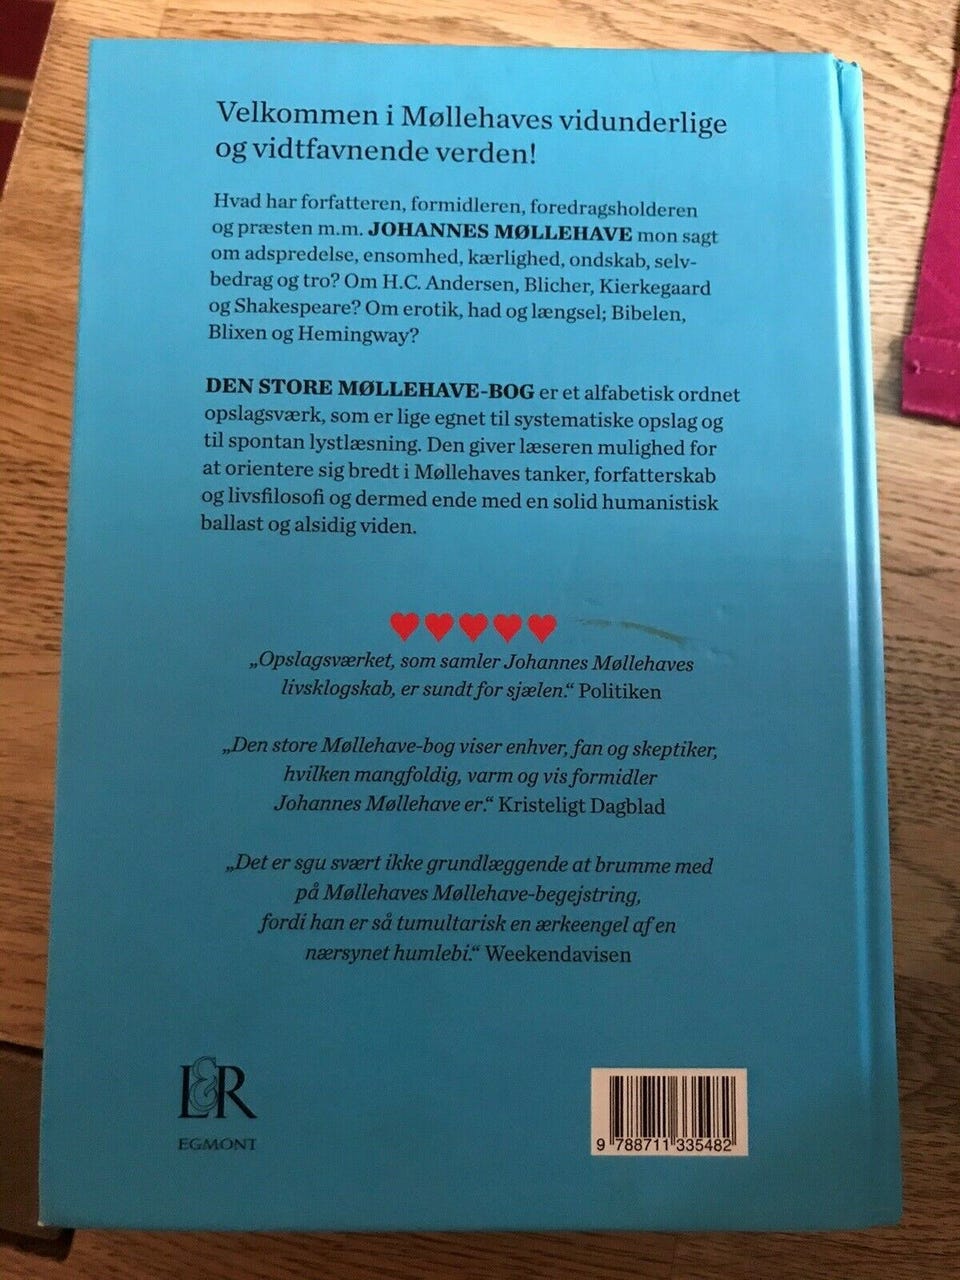 Velkommen i Møllehaves vidunderlige
og vidtfavnende verden!
Hvad har forfatteren, formidleren, foredragsholderen
og præsten m.m. JOHANNES MØLLEHAVE mon sagt
om adspredelse, ensomhed, kærlighed, ondskab, selv-
bedrag og tro? Om H.C. Andersen, Blicher, Kierkegaard
og Shakespeare? Om erotik, had og længsel; Bibelen,
Blixen og Hemingway?
DEN STORE MØLLEHAVE-BOG er et alfabetisk ordnet
opslagsværk, som er lige egnet til systematiske opslag og
til spontan lystlæsning. Den giver læseren mulighed for
at orientere sig bredt i Møllehaves tanker, forfatterskab
og livsfilosofi og dermed ende med en solid humanistisk
ballast og alsidig viden.
♥♥♥♥♥
„Opslagsværket, som samler Johannes Møllehaves
livsklogskab, er sundt for sjælen.“ Politiken
„Den store Møllehave-bog viser enhver, fan og skeptiker,
hvilken mangfoldig, varm og vis formidler
Johannes Møllehave er.“ Kristeligt Dagblad
„Det er sgu svært ikke grundlæggende at brumme med
på Møllehaves Møllehave-begejstring,
fordi han er så tumultarisk en ærkeengel af en
nærsynet humlebi.“ Weekendavisen
L&R
EGMONT
9 788711 335482